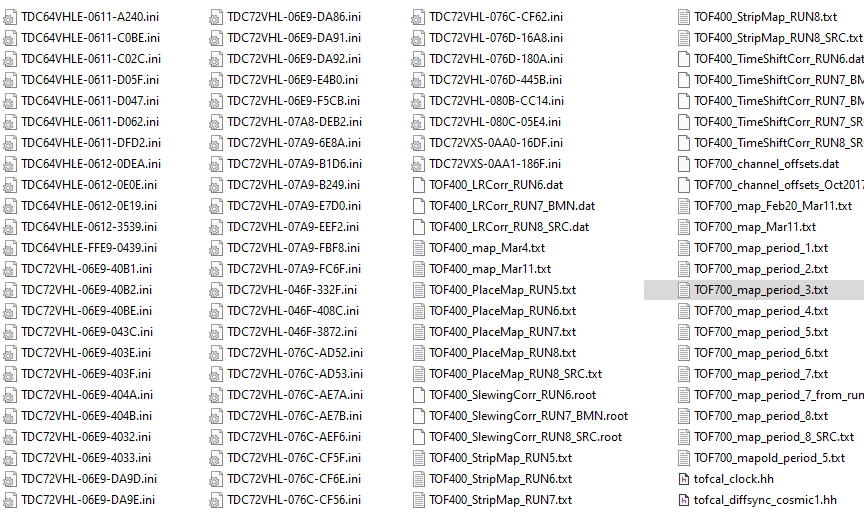 TDC64VHLE-0611-A240.ini
TDC64VHLE-0611-C0BE.ini
TDC64VHLE-0611-C02C.ini
TDC64VHLE-0611-D05F.ini
TDC64VHLE-0611-D047.ini
TDC64VHLE-0611-D062.ini
TDC64VHLE-0611-DFD2.ini
TDC64VHLE-0612-0DEA.ini
TDC64VHLE-0612-0E0E.ini
TDC64VHLE-0612-0E19.ini
TDC64VHLE-0612-3539.ini
TDC64VHLE-FFE9-0439.ini
TDC72VHL-06E9-40B1.ini
TDC72VHL-06E9-40B2.ini
TDC72VHL-06E9-40BE.ini
TDC72VHL-06E9-043C.ini
TDC72VHL-06E9-403E.ini
TDC72VHL-06E9-403F.ini
TDC72VHL-06E9-404A.ini
TDC72VHL-06E9-404B.ini
TDC72VHL-06E9-4032.ini
TDC72VHL-06E9-4033.ini
TDC72VHL-06E9-DA9D.ini
TDC72VHL-06E9-DA9E.ini
TDC72VHL-06E9-DA86.ini
TDC72VHL-06E9-DA91.ini
TDC72VHL-06E9-DA92.ini
TDC72VHL-06E9-E4B0.ini
TDC72VHL-06E9-F5CB.ini
TDC72VHL-07A8-DEB2.ini
TDC72VHL-07A9-6E8A.ini
TDC72VHL-07A9-B1D6.ini
TDC72VHL-07A9-B249.ini
TDC72VHL-07A9-E7D0.ini
TDC72VHL-07A9-EEF2.ini
TDC72VHL-07A9-FBF8.ini
TDC72VHL-07A9-FC6F.ini
TDC72VHL-046F-332F.ini
TDC72VHL-046F-408C.ini
TDC72VHL-046F-3872.ini
TDC72VHL-076C-AD52.ini
TDC72VHL-076C-AD53.ini
TDC72VHL-076C-AE7A.ini
TDC72VHL-076C-AE7B.ini
TDC72VHL-076C-AEF6.ini
TDC72VHL-076C-CF5F.ini
TDC72VHL-076C-CF6E.ini
TDC72VHL-076C-CF56.ini
TDC72VHL-076C-CF62.ini
TDC72VHL-076D-16A8.ini
TDC72VHL-076D-180A.ini
TDC72VHL-076D-445B.ini
TDC72VHL-080B-CC14.ini
TDC72VHL-080C-05E4.ini
TDC72VXS-0AA0-16DF.ini
TDC72VXS-0AA1-186F.ini
TOF400_LRCorr_RUN6.dat
TOF400_LRCorr_RUN7_BMN.dat
TOF400_LRCorr_RUN8_SRC.dat
TOF400_map_Mar4.txt
TOF400_map_Mar11.txt
TOF400_PlaceMap_RUN5.txt
TOF400_PlaceMap_RUN6.txt
TOF400_PlaceMap_RUN7.txt
TOF400_PlaceMap_RUN8.txt
TOF400_PlaceMap_RUN8_SRC.txt
TOF400_SlewingCorr_RUN6.root
TOF400_SlewingCorr_RUN7_BMN.root
TOF400_SlewingCorr_RUN8_SRC.root
TOF400_StripMap_RUN5.txt
TOF400_StripMap_RUN6.txt
TOF400_StripMap_RUN7.txt
TOF400_StripMap_RUN8.txt
TOF400_StripMap_RUN8_SRC.txt
TOF400_TimeShiftCorr_RUN6.dat
TOF400_TimeShiftCorr_RUN7_BM
TOF400_TimeShiftCorr_RUN7_BM
TOF400_TimeShiftCorr_RUN7_SR
TOF400_TimeShiftCorr_RUN8_SR
TOF700_channel_offsets.dat
TOF700_channel_offsets_Oct2017
TOF700_map_Feb20_Mar11.txt
TOF700_map_Mar11.txt
TOF700_map_period_1.txt
TOF700_map_period_2.txt
TOF700_map_period_3.txt
TOF700_map_period_4.txt
TOF700_map_period_5.txt
TOF700_map_period_6.txt
TOF700_map_period_7.txt
TOF700_map_period_7_from_run
TOF700_map_period_8.txt
TOF700_map_period_8_SRC.txt
TOF700_mapold_period_5.txt
tofcal_clock.hh
tofcal_diffsync_cosmic1.hh